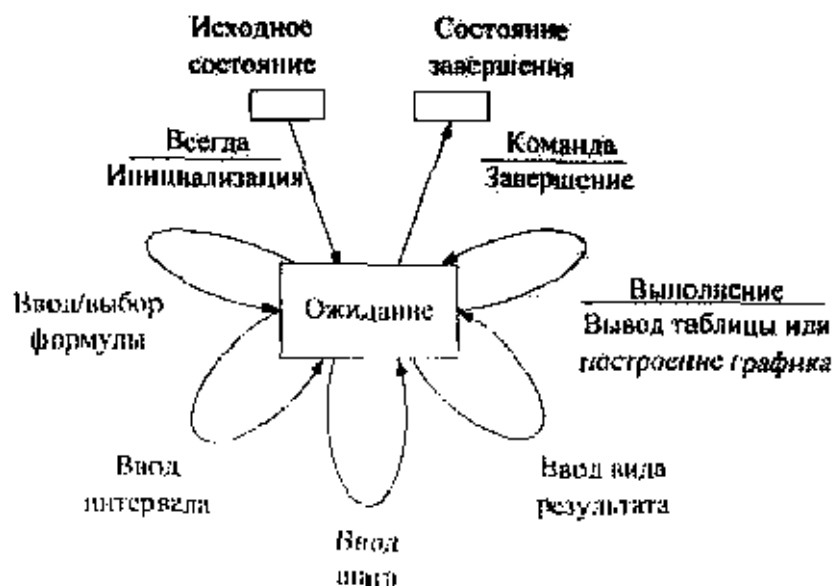 Исходное
состояние
Состояние
завершения
Всегда
Инициализация
Команда
Завершение
Ввод/выбор
формулы
Ожидание
Выполнение
Вывод таблицы или
построение графика
Ввод
интервала
Ввод вида
результата
Ввод
шага